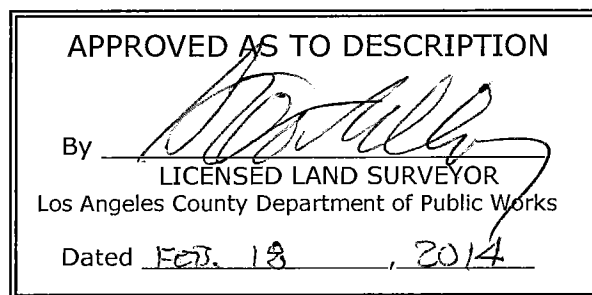 APPROVED AS TO DESCRIPTION
By
LICENSED LAND SURVEYOR
Los Angeles County Department of Public Works
Dated FEB. 18, 2014